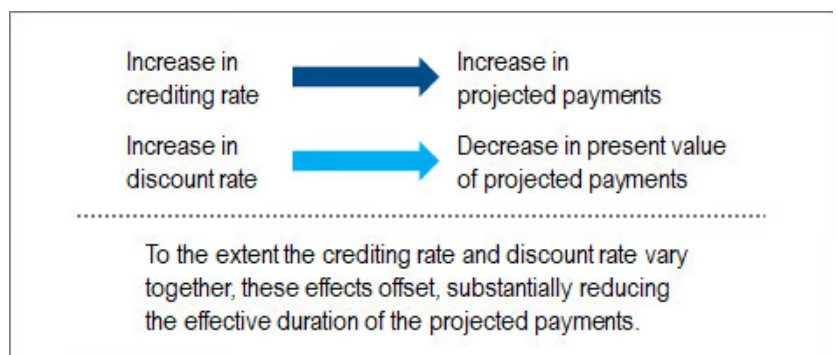 Increase in
crediting rate
Increase in
projected payments
Increase in
discount rate
Decrease in present value
of projected payments
To the extent the crediting rate and discount rate vary
together, these effects offset, substantially reducing
the effective duration of the projected payments.